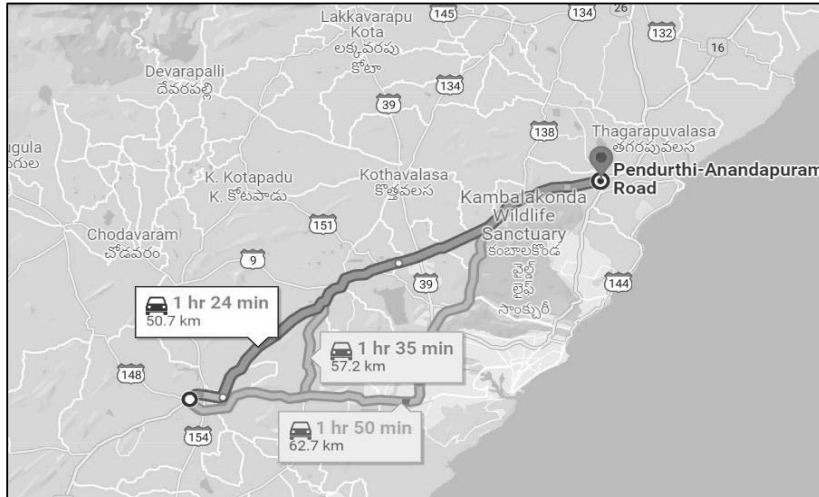 Lakkavarapu
Kota
లక్కవరపు
కోటా
145
134
26
132
16
Devarapalli
దేవరపల్లి
39
134
138
Thagarapuvalasa
తగరపువలస
K. Kotapadu
K. కోటపాడు
Kothavalasa
కొత్తవలస
Pendurthi-Anandapuram
Road
Kambalakonda
Wildlife
Sanctuary
కంబాలకొండ
వైల్డ్
లైఫ్
సాంక్చురీ
151
Chodavaram
చోడవరం
9
39
144
1 hr 24 min
50.7 km
1 hr 35 min
57.2 km
148
154
1 hr 50 min
62.7 km